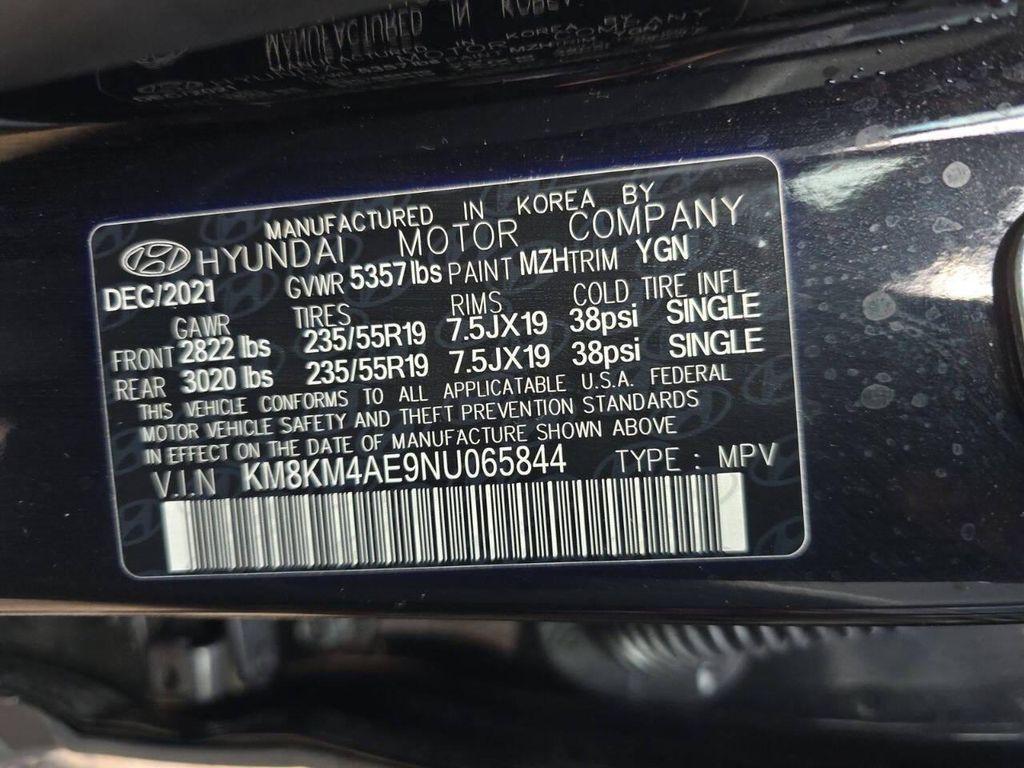 MANUFACTURED IN KOREA BY
HYUNDAI MOTOR COMPANY
DEC/2021 GVWR 5357 lbs PAINT MZH TRIM YGN
GAWR TIRES RIMS COLD TIRE INFL
FRONT 2822 lbs 235/55R19 7.5JX19 38psi SINGLE
REAR 3020 lbs 235/55R19 7.5JX19 38psi SINGLE
THIS VEHICLE CONFORMS TO ALL APPLICATABLE U.S.A. FEDERAL
MOTOR VEHICLE SAFETY AND THEFT PREVENTION STANDARDS
IN EFFECT ON THE DATE OF MANUFACTURE SHOWN ABOVE
V.I.N KM8KM4AE9NU065844 TYPE : MPV